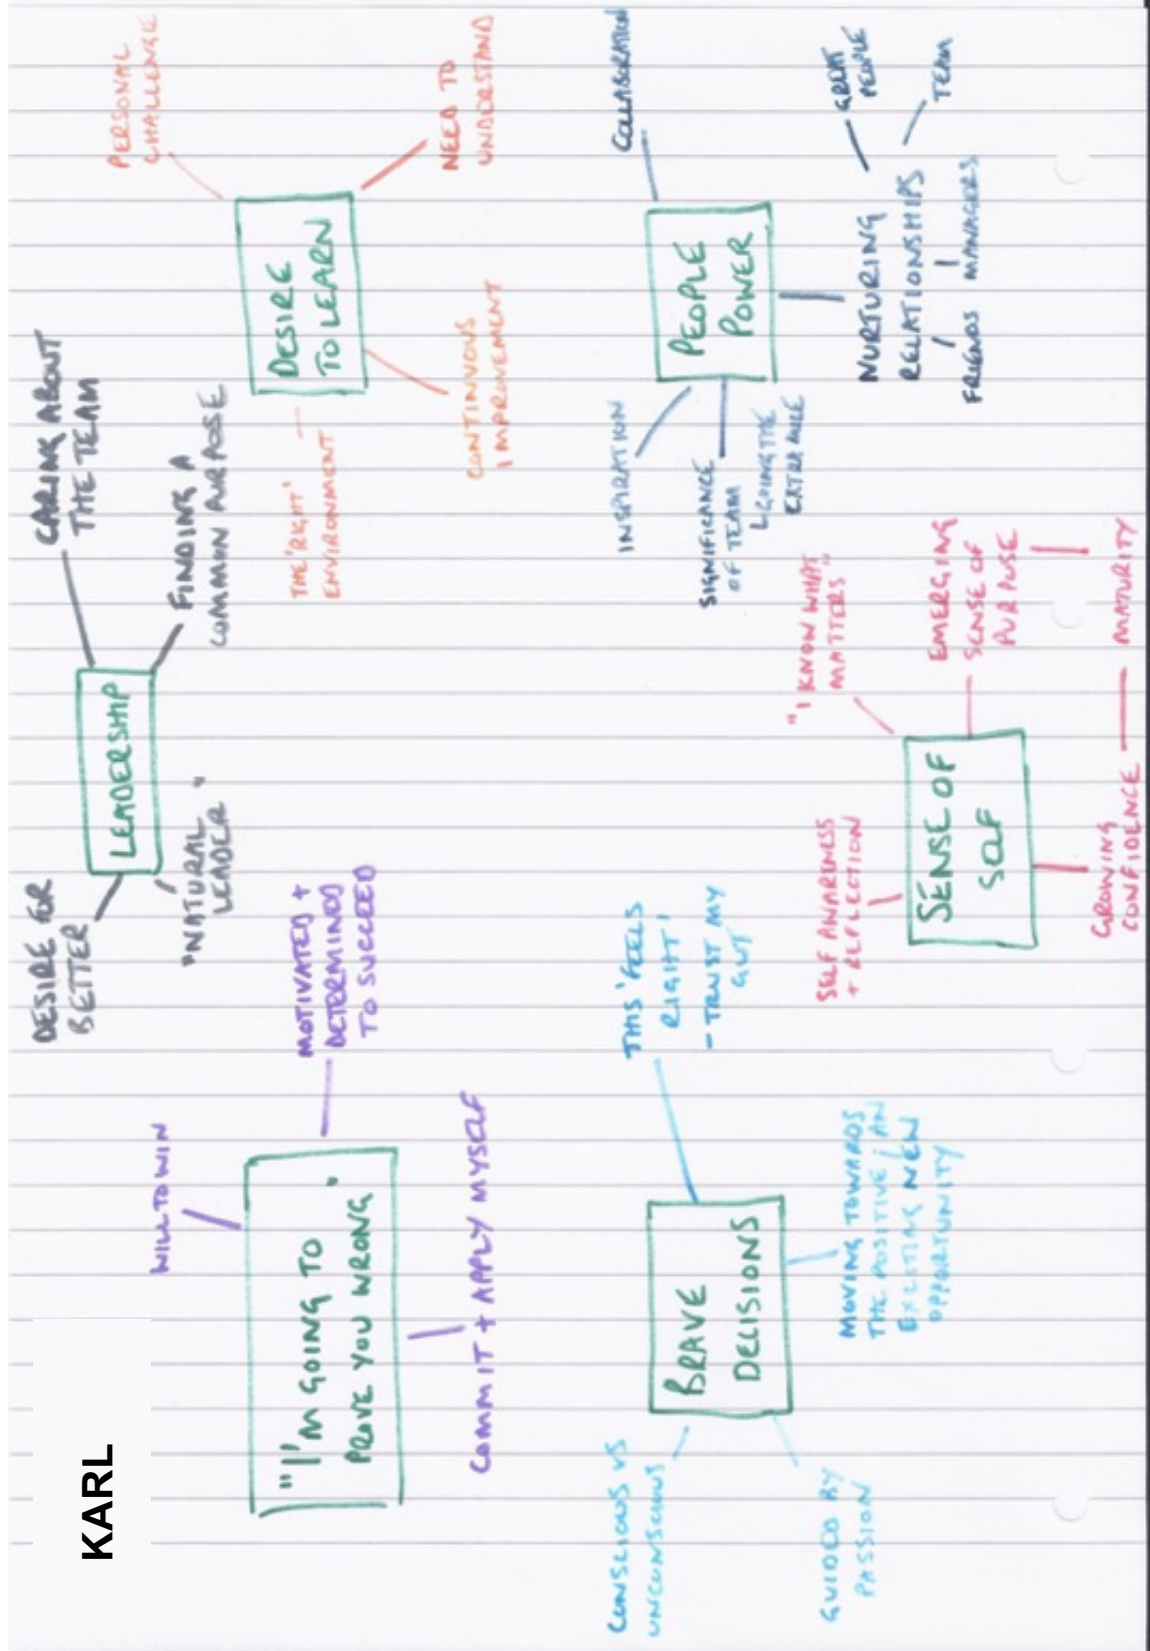 KARL
DESIRE FOR
BETTER
LEADERSHIP
"NATURAL
LEADER"
CARING ABOUT
THE TEAM
FINDING A
COMMON PURPOSE
WILL TO WIN
"I'M GOING TO
PROVE YOU WRONG"
MOTIVATED +
DETERMINED
TO SUCCEED
COMMIT + APPLY MYSELF
PERSONAL
CHALLENGE
DESIRE
TO LEARN
THE 'RIGHT'
ENVIRONMENT
NEED TO
UNDERSTAND
CONTINUOUS
IMPROVEMENT
CONSCIOUS VS
UNCONSCIOUS
BRAVE
DECISIONS
THIS 'FEELS
RIGHT'
- TRUST MY
GUT
GUIDED BY
PASSION
MOVING TOWARDS
THE POSITIVE; AN
EXCITING NEW
OPPORTUNITY
INSPIRATION
COLLABORATION
PEOPLE
POWER
SIGNIFICANCE
OF TEAM
GOING THE
EXTRA MILE
NURTURING
RELATIONSHIPS
GREAT
PEOPLE
TEAM
FRIENDS MANAGERS
"I KNOW WHAT
MATTERS"
SELF AWARENESS
+ REFLECTION
SENSE OF
SELF
EMERGING
SENSE OF
PURPOSE
GROWING
CONFIDENCE
MATURITY